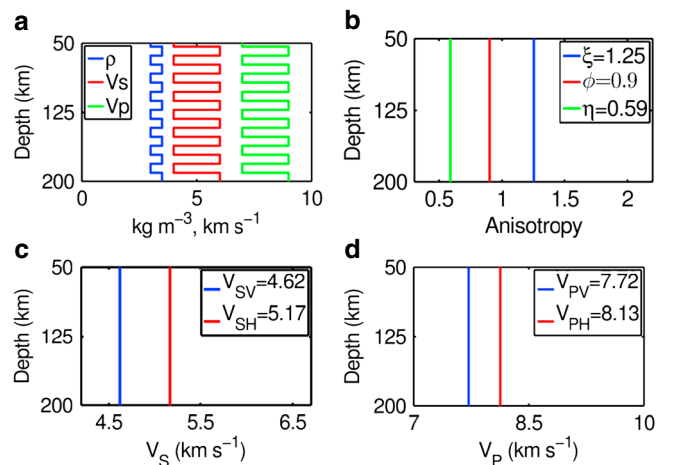 a
50
ρ
Vs
Vp
Depth (km)
125
200
0
5
10
kg m⁻³, km s⁻¹
b
50
ξ=1.25
ϕ=0.9
η=0.59
Depth (km)
125
200
0.5
1
1.5
2
Anisotropy
c
50
V_SV=4.62
V_SH=5.17
Depth (km)
125
200
4.5
5.5
6.5
V_S (km s⁻¹)
d
50
V_PV=7.72
V_PH=8.13
Depth (km)
125
200
7
8.5
10
V_P (km s⁻¹)